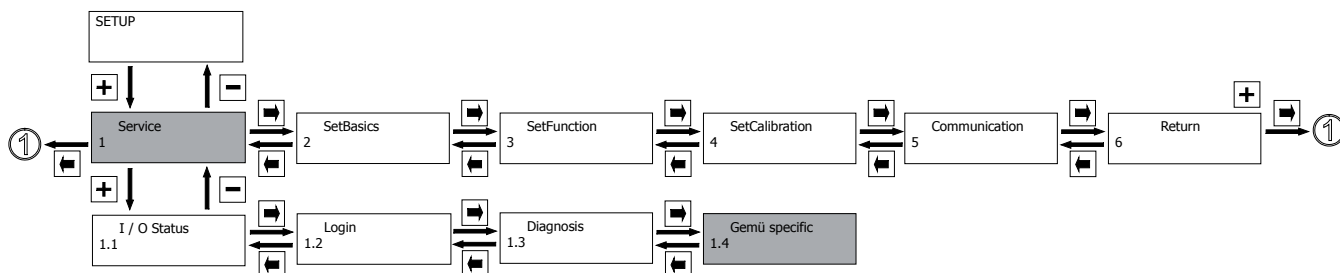 SETUP
+ −
①
Service
1
SetBasics
2
SetFunction
3
SetCalibration
4
Communication
5
+
Return
6
①
+ −
I / O Status
1.1
Login
1.2
Diagnosis
1.3
Gemü specific
1.4